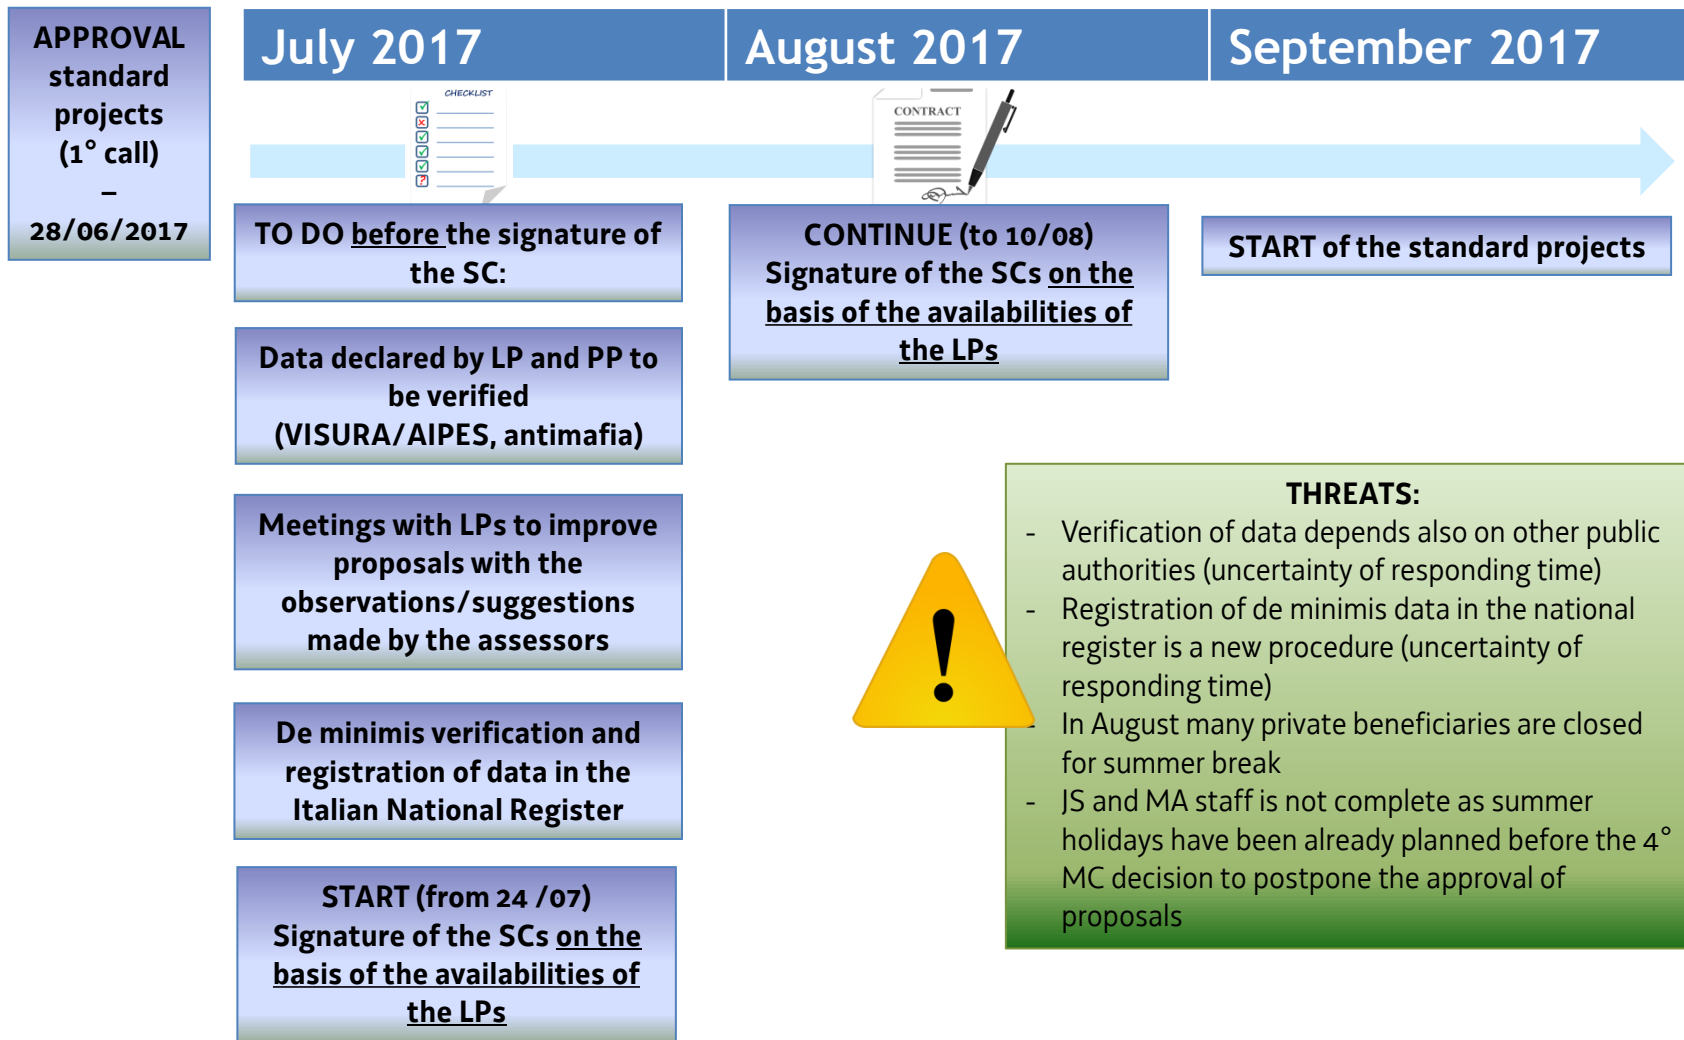 APPROVAL
standard
projects
(1° call)
–
28/06/2017
July 2017
August 2017
September 2017
CHECKLIST
CONTRACT
TO DO before the signature of
the SC:
Data declared by LP and PP to
be verified
(VISURA/AIPES, antimafia)
Meetings with LPs to improve
proposals with the
observations/suggestions
made by the assessors
De minimis verification and
registration of data in the
Italian National Register
START (from 24 /07)
Signature of the SCs on the
basis of the availabilities of
the LPs
CONTINUE (to 10/08)
Signature of the SCs on the
basis of the availabilities of
the LPs
START of the standard projects
THREATS:
- Verification of data depends also on other public
authorities (uncertainty of responding time)
- Registration of de minimis data in the national
register is a new procedure (uncertainty of
responding time)
- In August many private beneficiaries are closed
for summer break
- JS and MA staff is not complete as summer
holidays have been already planned before the 4°
MC decision to postpone the approval of
proposals